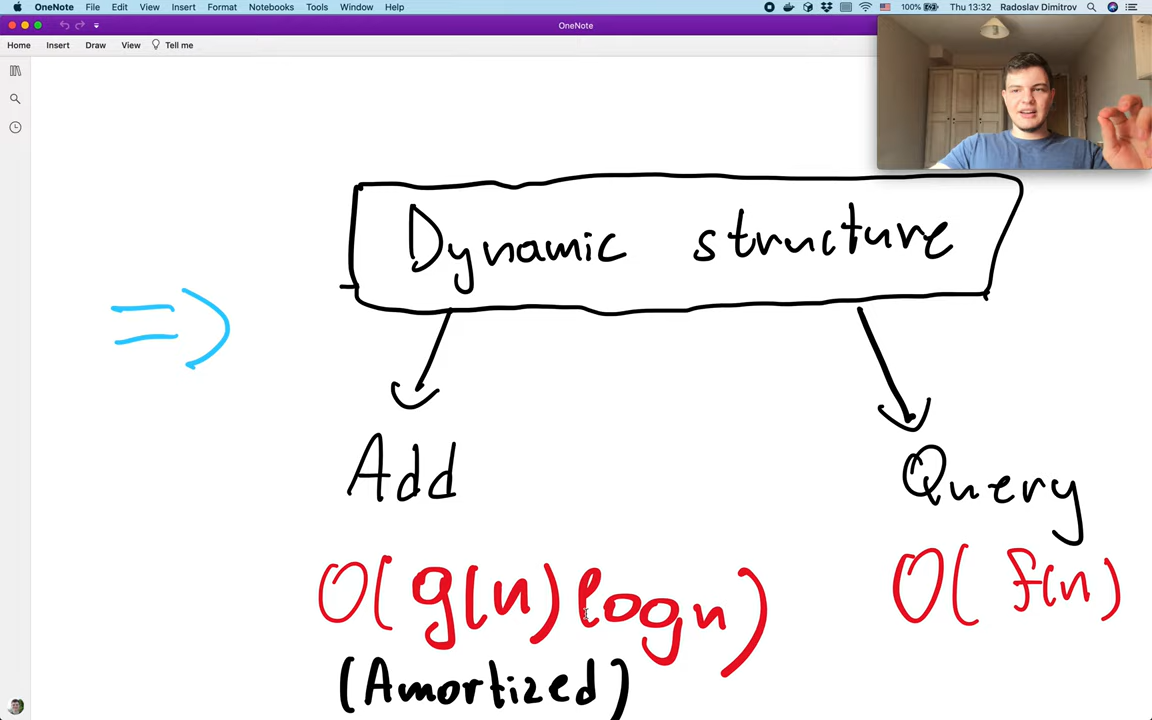 OneNote File Edit View Insert Format Notebooks Tools Window Help 100% Thu 13:32 Radoslav Dimitrov
OneNote
Home Insert Draw View Tell me
Dynamic structure
Add Query
O(g(n)logn) O(f(n)
(Amortized)